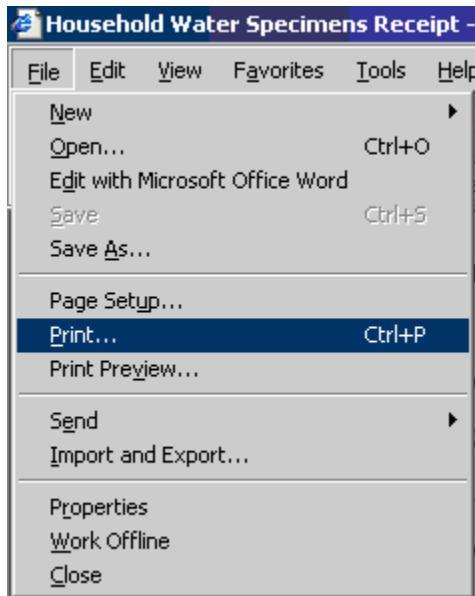 Household Water Specimens Receipt -
File Edit View Favorites Tools Help
New
Open... Ctrl+O
Edit with Microsoft Office Word
Save Ctrl+S
Save As...
Page Setup...
Print... Ctrl+P
Print Preview...
Send
Import and Export...
Properties
Work Offline
Close